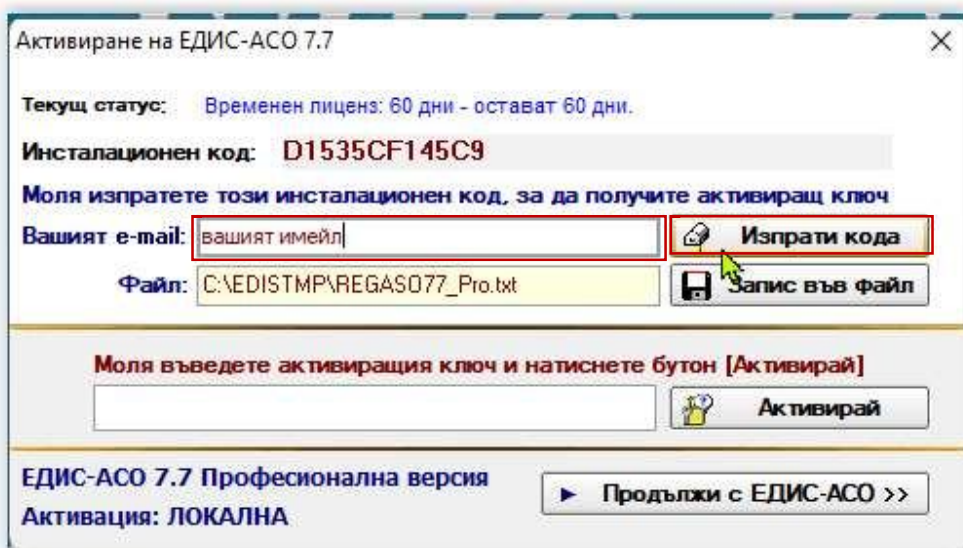 Активиране на ЕДИС-АСО 7.7
Текущ статус: Временен лиценз: 60 дни - остават 60 дни.
Инсталационен код: D1535CF145C9
Моля изпратете този инсталационен код, за да получите активиращ ключ
Вашият e-mail: вашият имейл Изпрати кода
Файл: C:\EDISTMP\REGASO77_Pro.txt Запис във файл
Моля въведете активиращия ключ и натиснете бутон [Активирай]
Активирай
ЕДИС-АСО 7.7 Професионална версия
Продължи с ЕДИС-АСО >>
Активация: ЛОКАЛНА